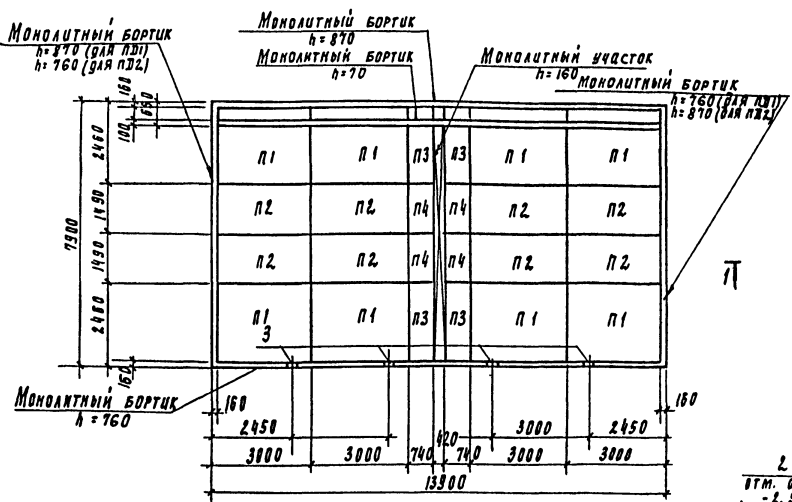 Монолитный бортик
h=870 (для ПД1)
h=760 (для ПД2)
Монолитный бортик
h=870
Монолитный бортик
h=70
Монолитный участок
h=160
Монолитный бортик
h=760 (для ПД1)
h=870 (для ПД2)
160
650
100
2460
1490
1490
2460
7900
160
П1 П1 П3 П3 П1 П1
П2 П2 П4 П4 П2 П2
П2 П2 П4 П4 П2 П2
П1 П1 П3 П3 П1 П1
3
Монолитный бортик
h=760
160
160
2450 3000 2450
420
3000 3000 740 740 3000 3000
13900
2
отм.